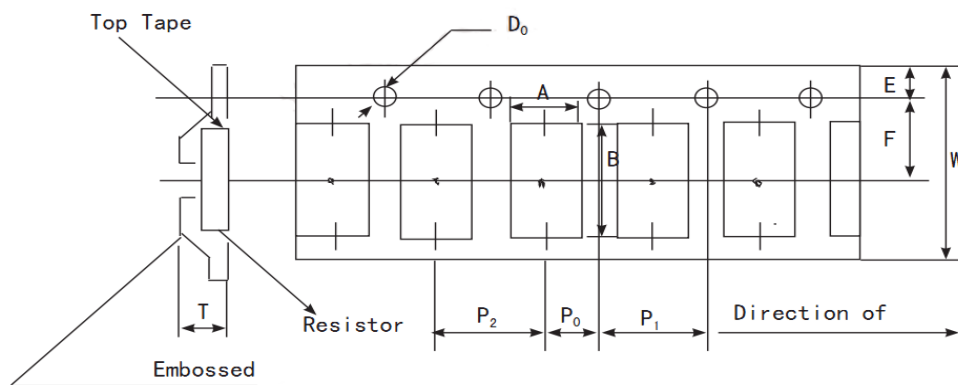 Top Tape
D₀
E
A
F
B
W
T
Resistor
P₂
P₀
P₁
Direction of
Embossed